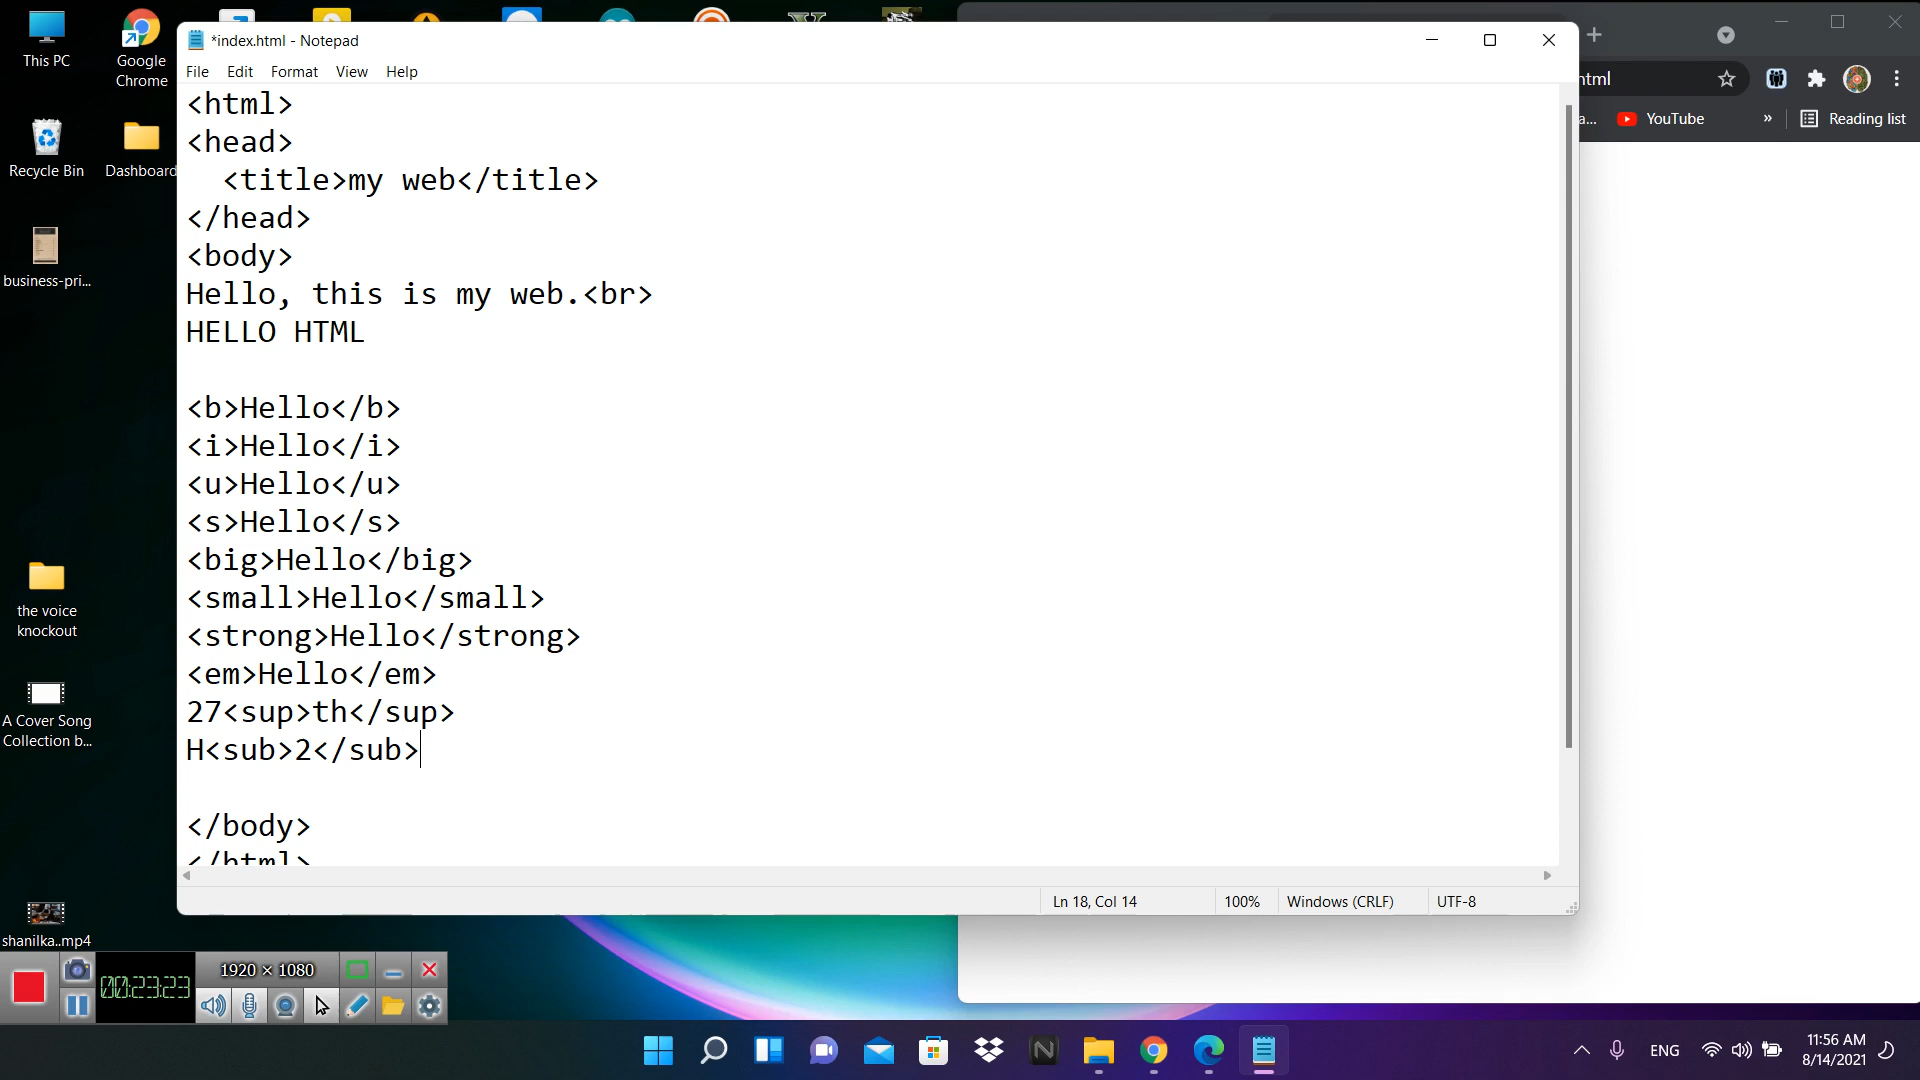 This PC
Google
Chrome
Recycle Bin
Dashboard
business-pri...
the voice
knockout
A Cover Song
Collection b...
shanilka..mp4
*index.html - Notepad
File Edit Format View Help
<html>
<head>
  <title>my web</title>
</head>
<body>
Hello, this is my web.<br>
HELLO HTML
<b>Hello</b>
<i>Hello</i>
<u>Hello</u>
<s>Hello</s>
<big>Hello</big>
<small>Hello</small>
<strong>Hello</strong>
<em>Hello</em>
27<sup>th</sup>
H<sub>2</sub>
</body>
</html>
Ln 18, Col 14
100%
Windows (CRLF)
UTF-8
html
a...
YouTube
»
Reading list
00:23:23
1920 × 1080
ENG
11:56 AM
8/14/2021